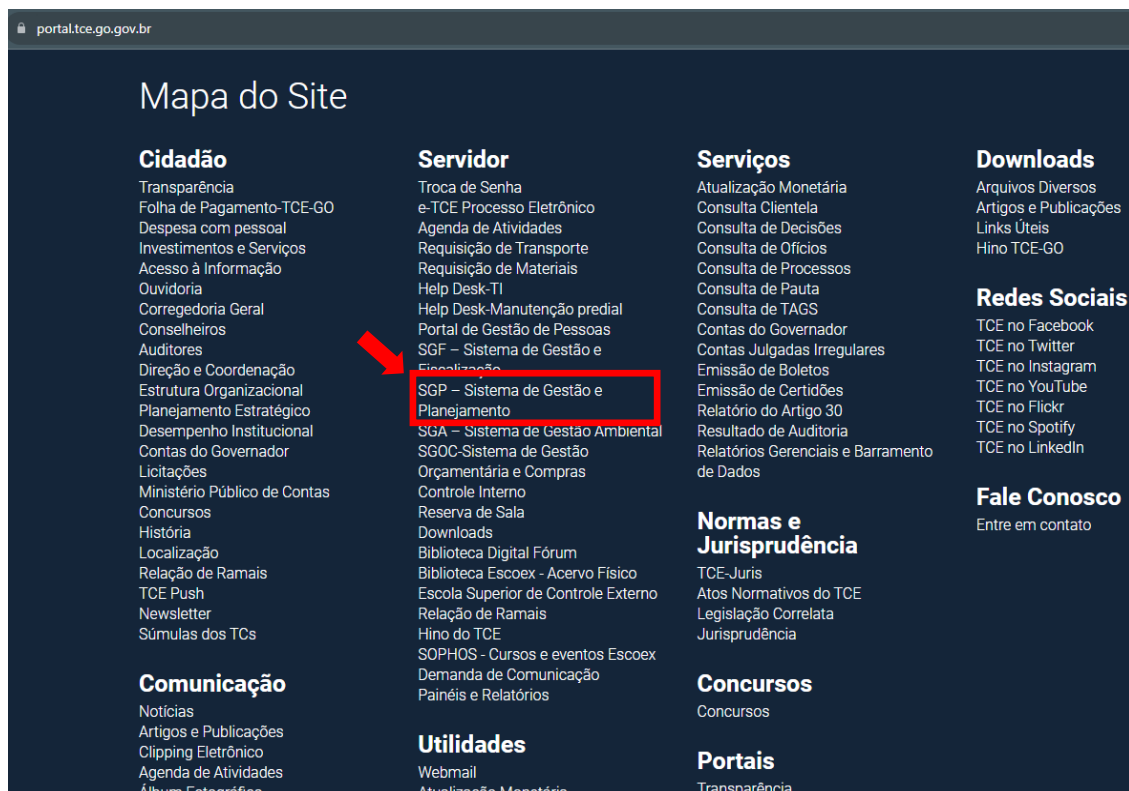 portal.tce.go.gov.br
Mapa do Site
Cidadão
Transparência
Folha de Pagamento-TCE-GO
Despesa com pessoal
Investimentos e Serviços
Acesso à Informação
Ouvidoria
Corregedoria Geral
Conselheiros
Auditores
Direção e Coordenação
Estrutura Organizacional
Planejamento Estratégico
Desempenho Institucional
Contas do Governador
Licitações
Ministério Público de Contas
Concursos
História
Localização
Relação de Ramais
TCE Push
Newsletter
Súmulas dos TCs
Comunicação
Notícias
Artigos e Publicações
Clipping Eletrônico
Agenda de Atividades
Álbum Fotográfico
Servidor
Troca de Senha
e-TCE Processo Eletrônico
Agenda de Atividades
Requisição de Transporte
Requisição de Materiais
Help Desk-TI
Help Desk-Manutenção predial
Portal de Gestão de Pessoas
SGF – Sistema de Gestão e
Fiscalização
SGP – Sistema de Gestão e
Planejamento
SGA – Sistema de Gestão Ambiental
SGOC-Sistema de Gestão
Orçamentária e Compras
Controle Interno
Reserva de Sala
Downloads
Biblioteca Digital Fórum
Biblioteca Escoex - Acervo Físico
Escola Superior de Controle Externo
Relação de Ramais
Hino do TCE
SOPHOS - Cursos e eventos Escoex
Demanda de Comunicação
Painéis e Relatórios
Utilidades
Webmail
Atualização Monetária
Serviços
Atualização Monetária
Consulta Clientela
Consulta de Decisões
Consulta de Ofícios
Consulta de Processos
Consulta de Pauta
Consulta de TAGS
Contas do Governador
Contas Julgadas Irregulares
Emissão de Boletos
Emissão de Certidões
Relatório do Artigo 30
Resultado de Auditoria
Relatórios Gerenciais e Barramento
de Dados
Normas e
Jurisprudência
TCE-Juris
Atos Normativos do TCE
Legislação Correlata
Jurisprudência
Concursos
Concursos
Portais
Transparência
Downloads
Arquivos Diversos
Artigos e Publicações
Links Úteis
Hino TCE-GO
Redes Sociais
TCE no Facebook
TCE no Twitter
TCE no Instagram
TCE no YouTube
TCE no Flickr
TCE no Spotify
TCE no LinkedIn
Fale Conosco
Entre em contato